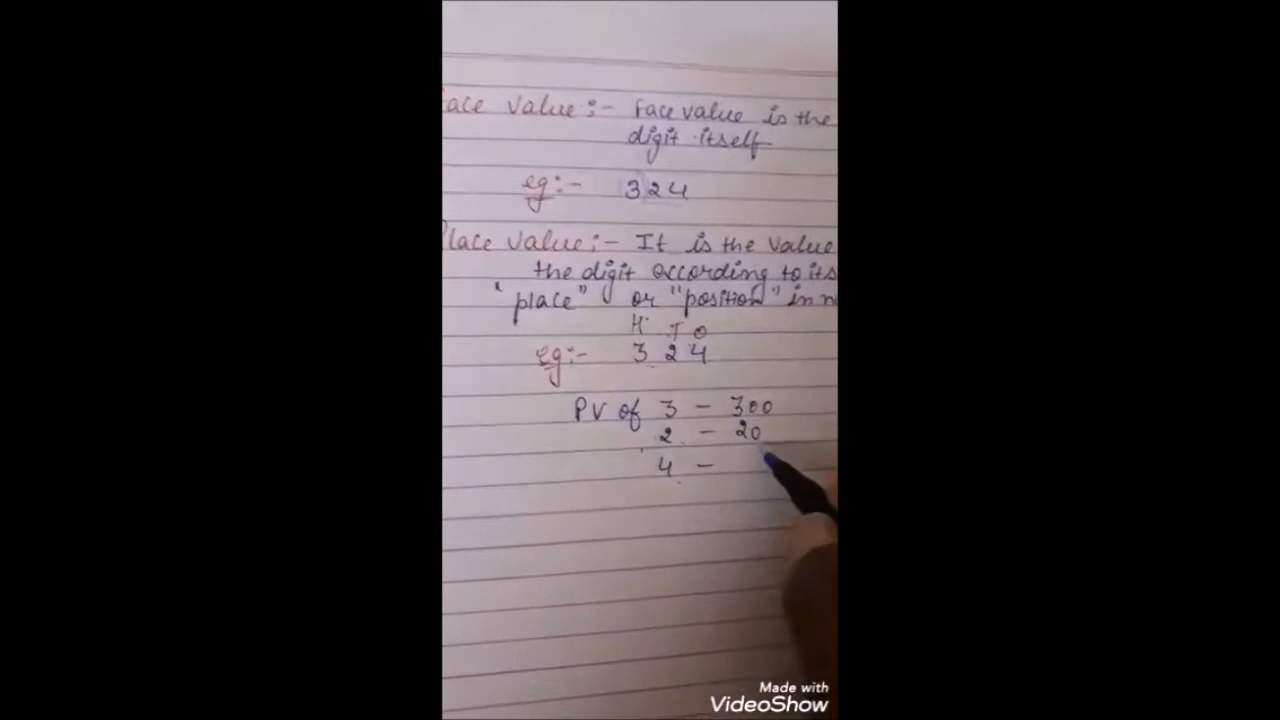 ace Value :- Face value is the
digit itself
eg :- 324
Place Value :- It is the value
the digit according to its
"place" or "position" in n
H T O
eg :- 3 2 4
PV of 3 - 300
2 - 20
4 -
Made with
VideoShow